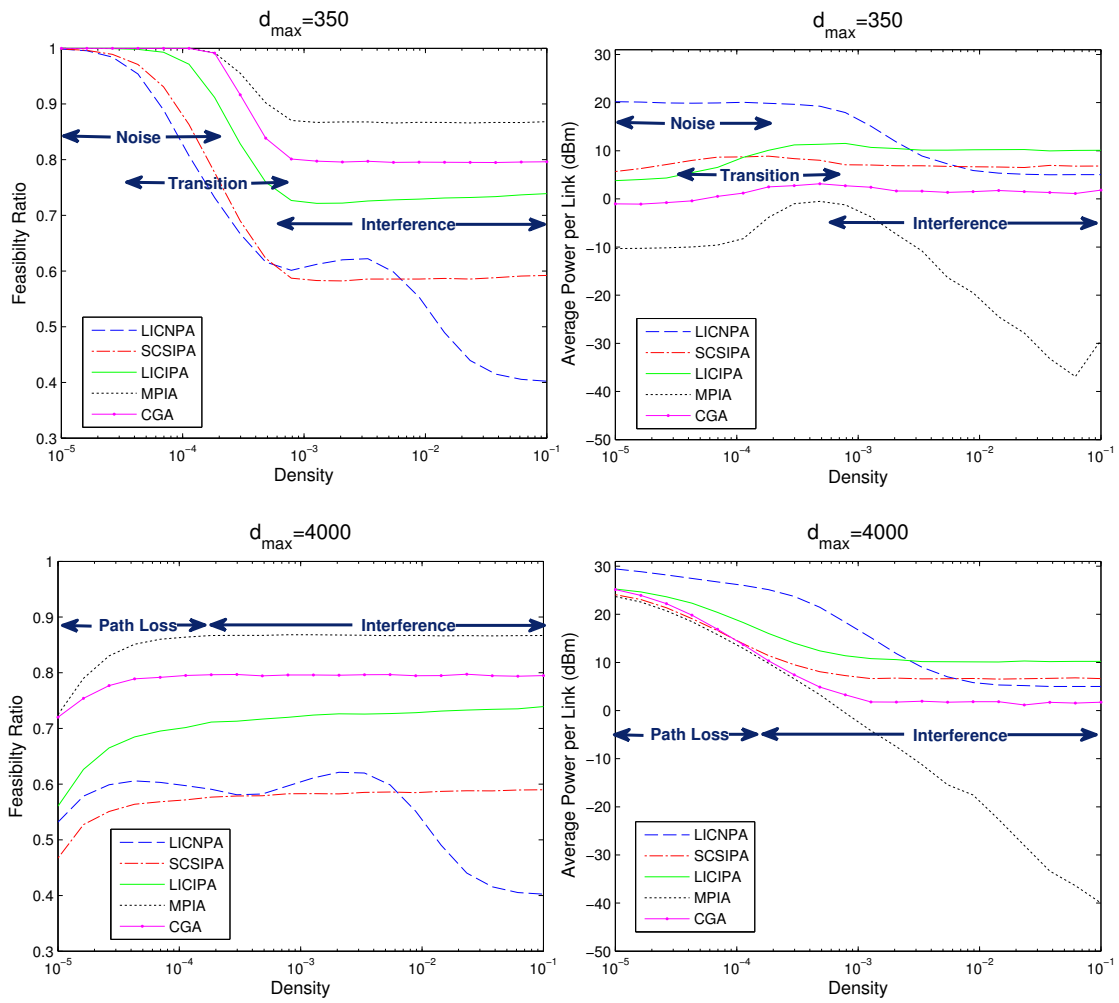 d_max=350
1
0.9
0.8
0.7
0.6
0.5
0.4
0.3
Feasibilty Ratio
Noise
Transition
Interference
LICNPA
SCSIPA
LICIPA
MPIA
CGA
10^-5
10^-4
10^-3
10^-2
10^-1
Density
d_max=350
30
20
10
0
−10
−20
−30
−40
−50
Average Power per Link (dBm)
Noise
Transition
Interference
LICNPA
SCSIPA
LICIPA
MPIA
CGA
10^-5
10^-4
10^-3
10^-2
10^-1
Density
d_max=4000
1
0.9
0.8
0.7
0.6
0.5
0.4
0.3
Feasibility Ratio
Path Loss
Interference
LICNPA
SCSIPA
LICIPA
MPIA
CGA
10^-5
10^-4
10^-3
10^-2
10^-1
Density
d_max=4000
30
20
10
0
−10
−20
−30
−40
−50
Average Power per Link (dBm)
Path Loss
Interference
LICNPA
SCSIPA
LICIPA
MPIA
CGA
10^-5
10^-4
10^-3
10^-2
10^-1
Density